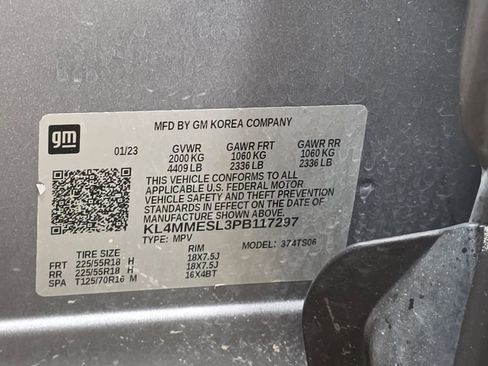 gm
MFD BY GM KOREA COMPANY
01/23 GVWR GAWR FRT GAWR RR
2000 KG 1060 KG 1060 KG
4409 LB 2336 LB 2336 LB
THIS VEHICLE CONFORMS TO ALL
APPLICABLE U.S. FEDERAL MOTOR
VEHICLE SAFETY AND THEFT PREVENTION
STANDARDS IN EFFECT ON THE DATE OF
MANUFACTURE SHOWN ABOVE.
KL4MMESL3PB117297
TYPE: MPV MODEL: 374TS06
TIRE SIZE RIM
FRT 225/55R18 H 18X7.5J
RR 225/55R18 H 18X7.5J
SPA T125/70R16 M 16X4BT